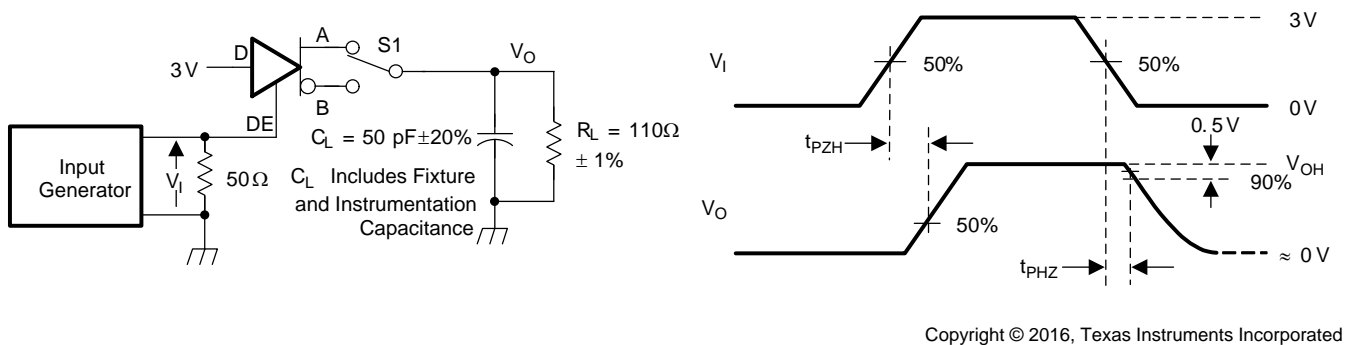 D
3 V
A
S1
B
DE
VO
CL = 50 pF±20%
CL Includes Fixture
and Instrumentation
Capacitance
RL = 110Ω
± 1%
Input
Generator
VI
50 Ω
VI
50%
50%
3 V
0 V
tPZH
0.5 V
VOH
90%
VO
50%
tPHZ
≈ 0 V
Copyright © 2016, Texas Instruments Incorporated